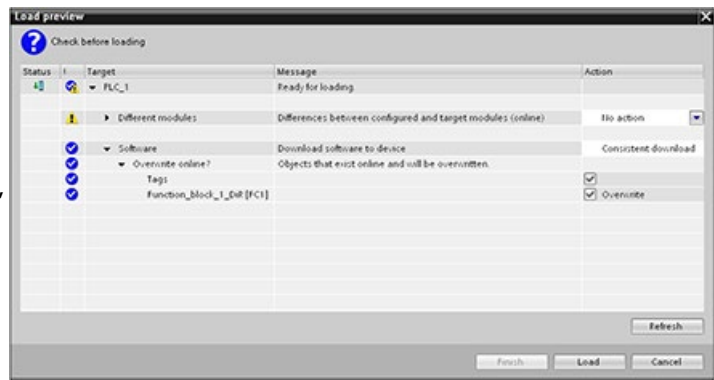 Load preview
Check before loading
Status ! Target Message Action
PLC_1 Ready for loading.
Different modules Differences between configured and target modules (online) No action
Software Download software to device Consistent download
Overwrite online? Objects that exist online and will be overwritten.
Tags
Function_block_1_Diff [FC1] Overwrite
Refresh
Finish Load Cancel